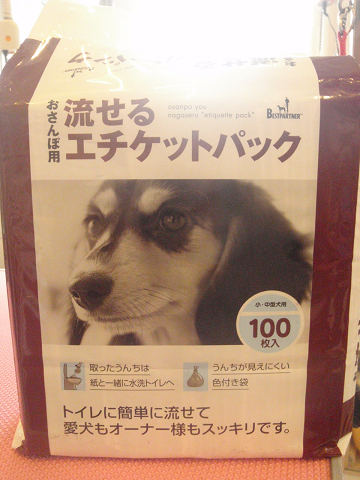 おさんぽ用
流せる
エチケットパック
osanpo you
nagaseru "etiquette pack"
BESTPARTNER
小・中型犬用
100
枚入
取ったうんちは
紙と一緒に水洗トイレへ
うんちが見えにくい
色付き袋
トイレに簡単に流せて
愛犬もオーナー様もスッキリです。